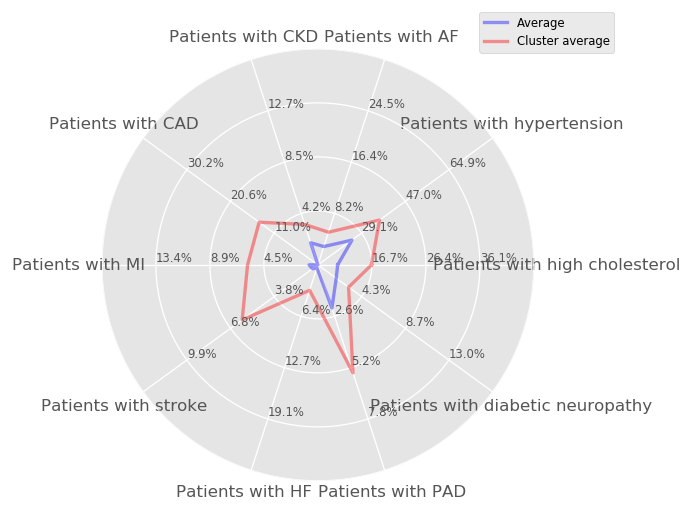 Average
Cluster average
Patients with CKD Patients with AF
12.7% 24.5%
Patients with CAD Patients with hypertension
8.5% 16.4%
30.2% 64.9%
20.6% 47.0%
4.2% 8.2%
11.0% 29.1%
Patients with MI 13.4% 8.9% 4.5% 16.7% 26.4% 36.1% Patients with high cholesterol
3.8% 4.3%
6.4% 2.6%
6.8% 8.7%
9.9% 13.0%
12.7% 5.2%
Patients with stroke Patients with diabetic neuropathy
19.1% 7.8%
Patients with HF Patients with PAD